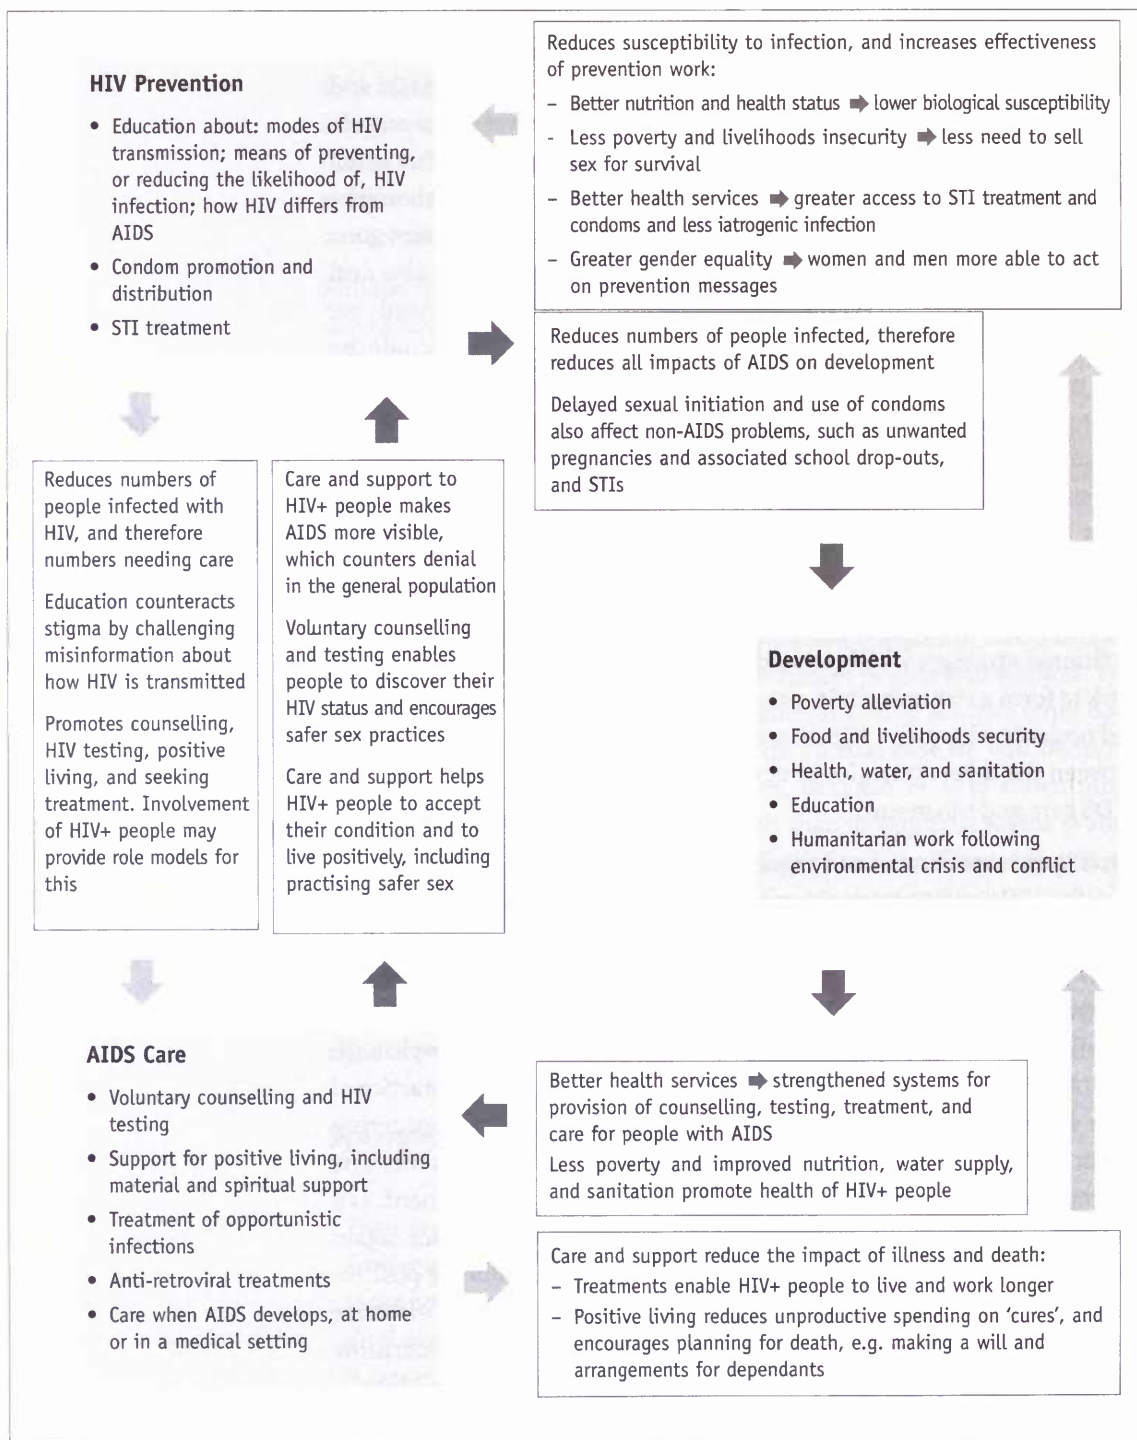 HIV Prevention
• Education about: modes of HIV
transmission; means of preventing,
or reducing the likelihood of, HIV
infection; how HIV differs from
AIDS
• Condom promotion and
distribution
• STI treatment
Reduces susceptibility to infection, and increases effectiveness
of prevention work:
– Better nutrition and health status ➡ lower biological susceptibility
- Less poverty and livelihoods insecurity ➡ less need to sell
sex for survival
– Better health services ➡ greater access to STI treatment and
condoms and less iatrogenic infection
– Greater gender equality ➡ women and men more able to act
on prevention messages
Reduces numbers of people infected, therefore
reduces all impacts of AIDS on development
Delayed sexual initiation and use of condoms
also affect non-AIDS problems, such as unwanted
pregnancies and associated school drop-outs,
and STIs
Reduces numbers of
people infected with
HIV, and therefore
numbers needing care
Education counteracts
stigma by challenging
misinformation about
how HIV is transmitted
Promotes counselling,
HIV testing, positive
living, and seeking
treatment. Involvement
of HIV+ people may
provide role models for
this
Care and support to
HIV+ people makes
AIDS more visible,
which counters denial
in the general population
Voluntary counselling
and testing enables
people to discover their
HIV status and encourages
safer sex practices
Care and support helps
HIV+ people to accept
their condition and to
live positively, including
practising safer sex
Development
• Poverty alleviation
• Food and livelihoods security
• Health, water, and sanitation
• Education
• Humanitarian work following
environmental crisis and conflict
AIDS Care
• Voluntary counselling and HIV
testing
• Support for positive living, including
material and spiritual support
• Treatment of opportunistic
infections
• Anti-retroviral treatments
• Care when AIDS develops, at home
or in a medical setting
Better health services ➡ strengthened systems for
provision of counselling, testing, treatment, and
care for people with AIDS
Less poverty and improved nutrition, water supply,
and sanitation promote health of HIV+ people
Care and support reduce the impact of illness and death:
– Treatments enable HIV+ people to live and work longer
– Positive living reduces unproductive spending on 'cures', and
encourages planning for death, e.g. making a will and
arrangements for dependants